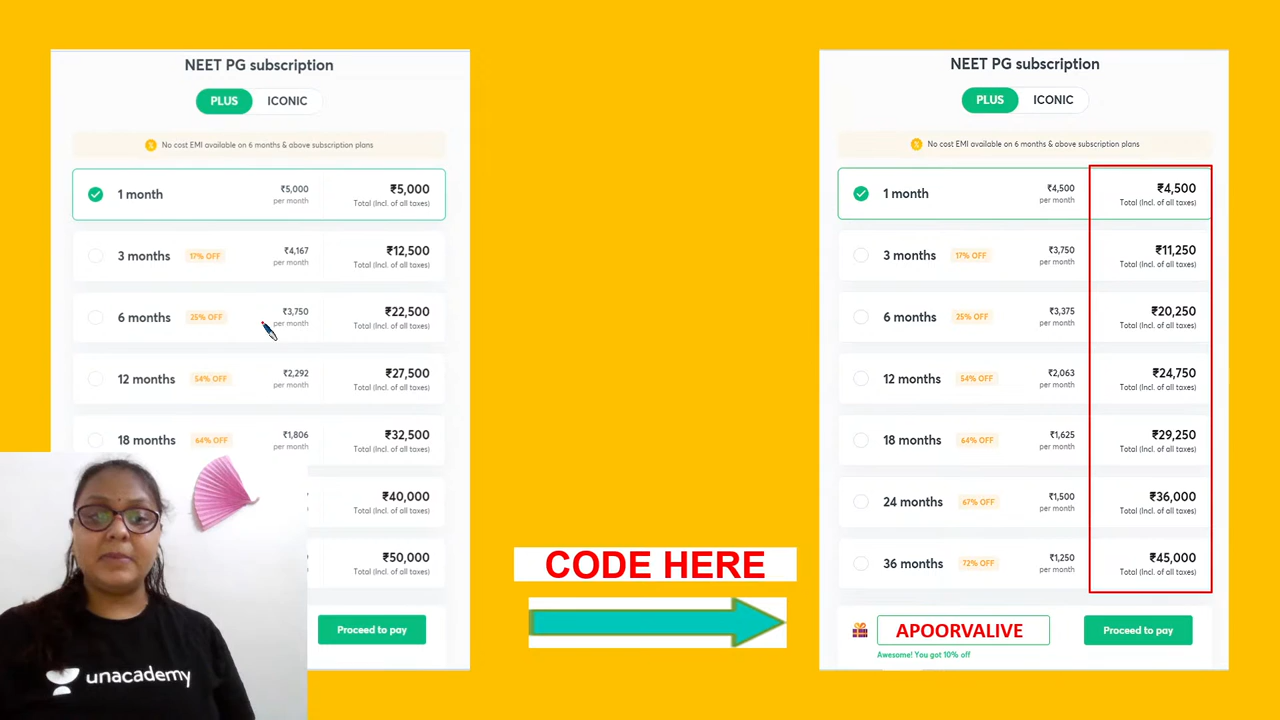 NEET PG subscription
PLUS ICONIC
No cost EMI available on 6 months & above subscription plans
1 month ₹5,000 per month ₹5,000 Total (Incl. of all taxes)
3 months 17% OFF ₹4,167 per month ₹12,500 Total (Incl. of all taxes)
6 months 25% OFF ₹3,750 per month ₹22,500 Total (Incl. of all taxes)
12 months 54% OFF ₹2,292 per month ₹27,500 Total (Incl. of all taxes)
18 months 64% OFF ₹1,806 per month ₹32,500 Total (Incl. of all taxes)
₹40,000 Total (Incl. of all taxes)
₹50,000 Total (Incl. of all taxes)
Proceed to pay
unacademy
CODE HERE
NEET PG subscription
PLUS ICONIC
No cost EMI available on 6 months & above subscription plans
1 month ₹4,500 per month ₹4,500 Total (Incl. of all taxes)
3 months 17% OFF ₹3,750 per month ₹11,250 Total (Incl. of all taxes)
6 months 25% OFF ₹3,375 per month ₹20,250 Total (Incl. of all taxes)
12 months 54% OFF ₹2,063 per month ₹24,750 Total (Incl. of all taxes)
18 months 64% OFF ₹1,625 per month ₹29,250 Total (Incl. of all taxes)
24 months 67% OFF ₹1,500 per month ₹36,000 Total (Incl. of all taxes)
36 months 72% OFF ₹1,250 per month ₹45,000 Total (Incl. of all taxes)
APOORVALIVE Proceed to pay
Awesome! You got 10% off